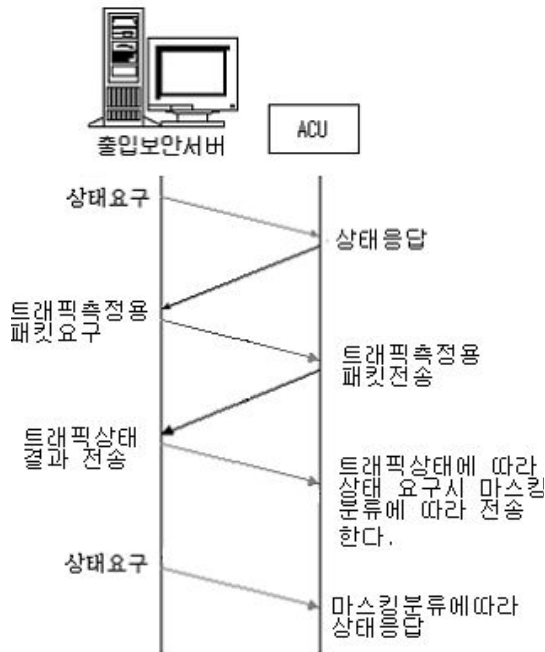 출입보안서버
ACU
상태요구
상태응답
트래픽측정용
패킷요구
트래픽측정용
패킷전송
트래픽상태
결과 전송
트래픽상태에 따라
상태 요구시 마스킹
분류에 따라 전송
한다.
상태요구
마스킹분류에따라
상태응답